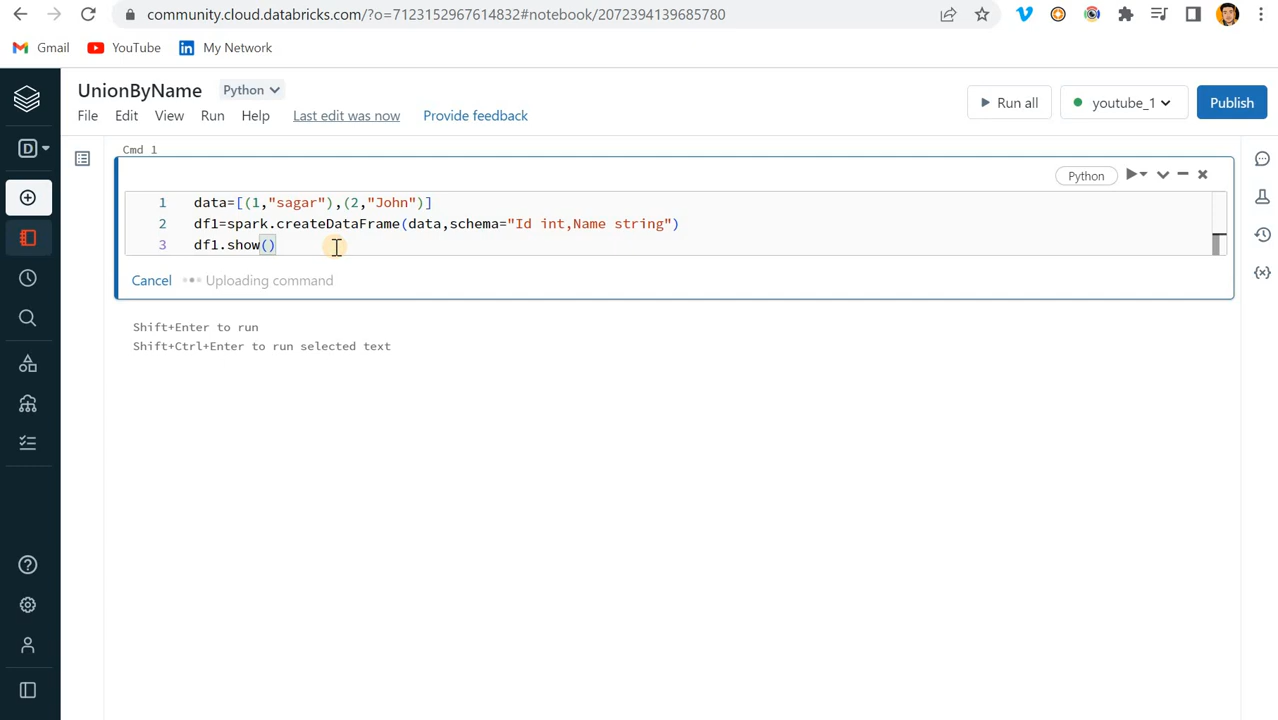 community.cloud.databricks.com/?o=7123152967614832#notebook/2072394139685780
Gmail
YouTube
My Network
UnionByName
Python
File
Edit
View
Run
Help
Last edit was now
Provide feedback
Run all
youtube_1
Publish
D
Cmd 1
Python
1 data=[(1,"sagar"),(2,"John")]
2 df1=spark.createDataFrame(data,schema="Id int,Name string")
3 df1.show()
Cancel
Uploading command
Shift+Enter to run
Shift+Ctrl+Enter to run selected text